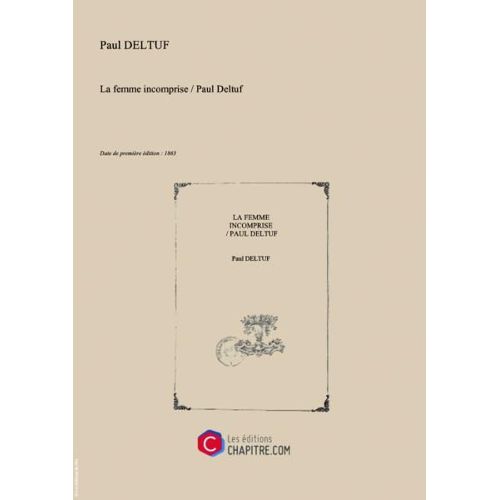 Paul DELTUF
La femme incomprise / Paul Deltuf
Date de première édition : 1863
LA FEMME
INCOMPRISE
/ PAUL DELTUF
Paul DELTUF
C
Les éditions
CHAPITRE.COM